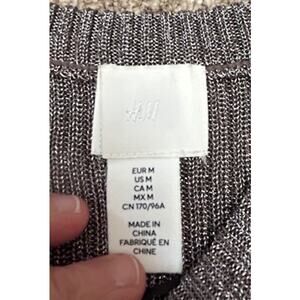 H&M
EUR M
US M
CA M
MX M
CN 170/96A
MADE IN
CHINA
FABRIQUÉ EN
CHINE